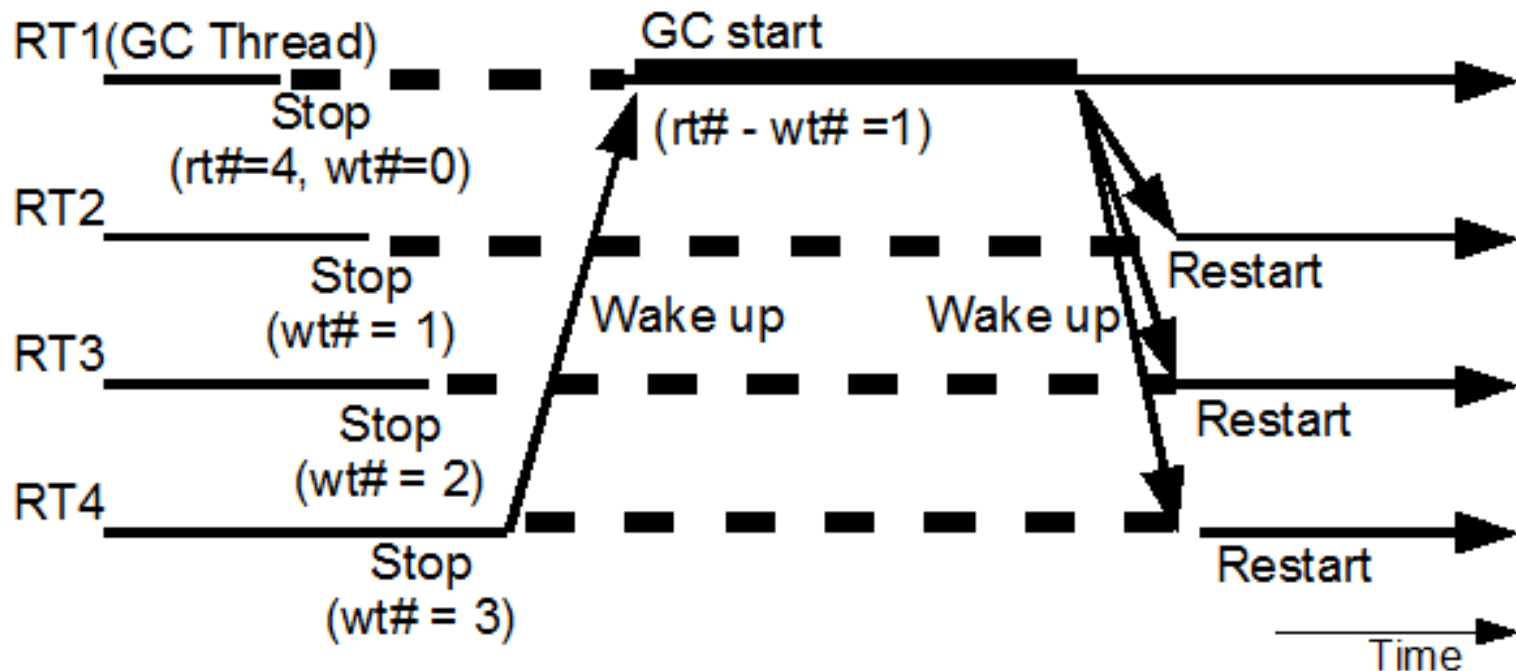 RT1(GC Thread)
GC start
Stop
(rt#=4, wt#=0)
(rt# - wt# =1)
RT2
Stop
(wt# = 1)
Restart
Wake up
Wake up
RT3
Stop
(wt# = 2)
Restart
RT4
Stop
(wt# = 3)
Restart
Time